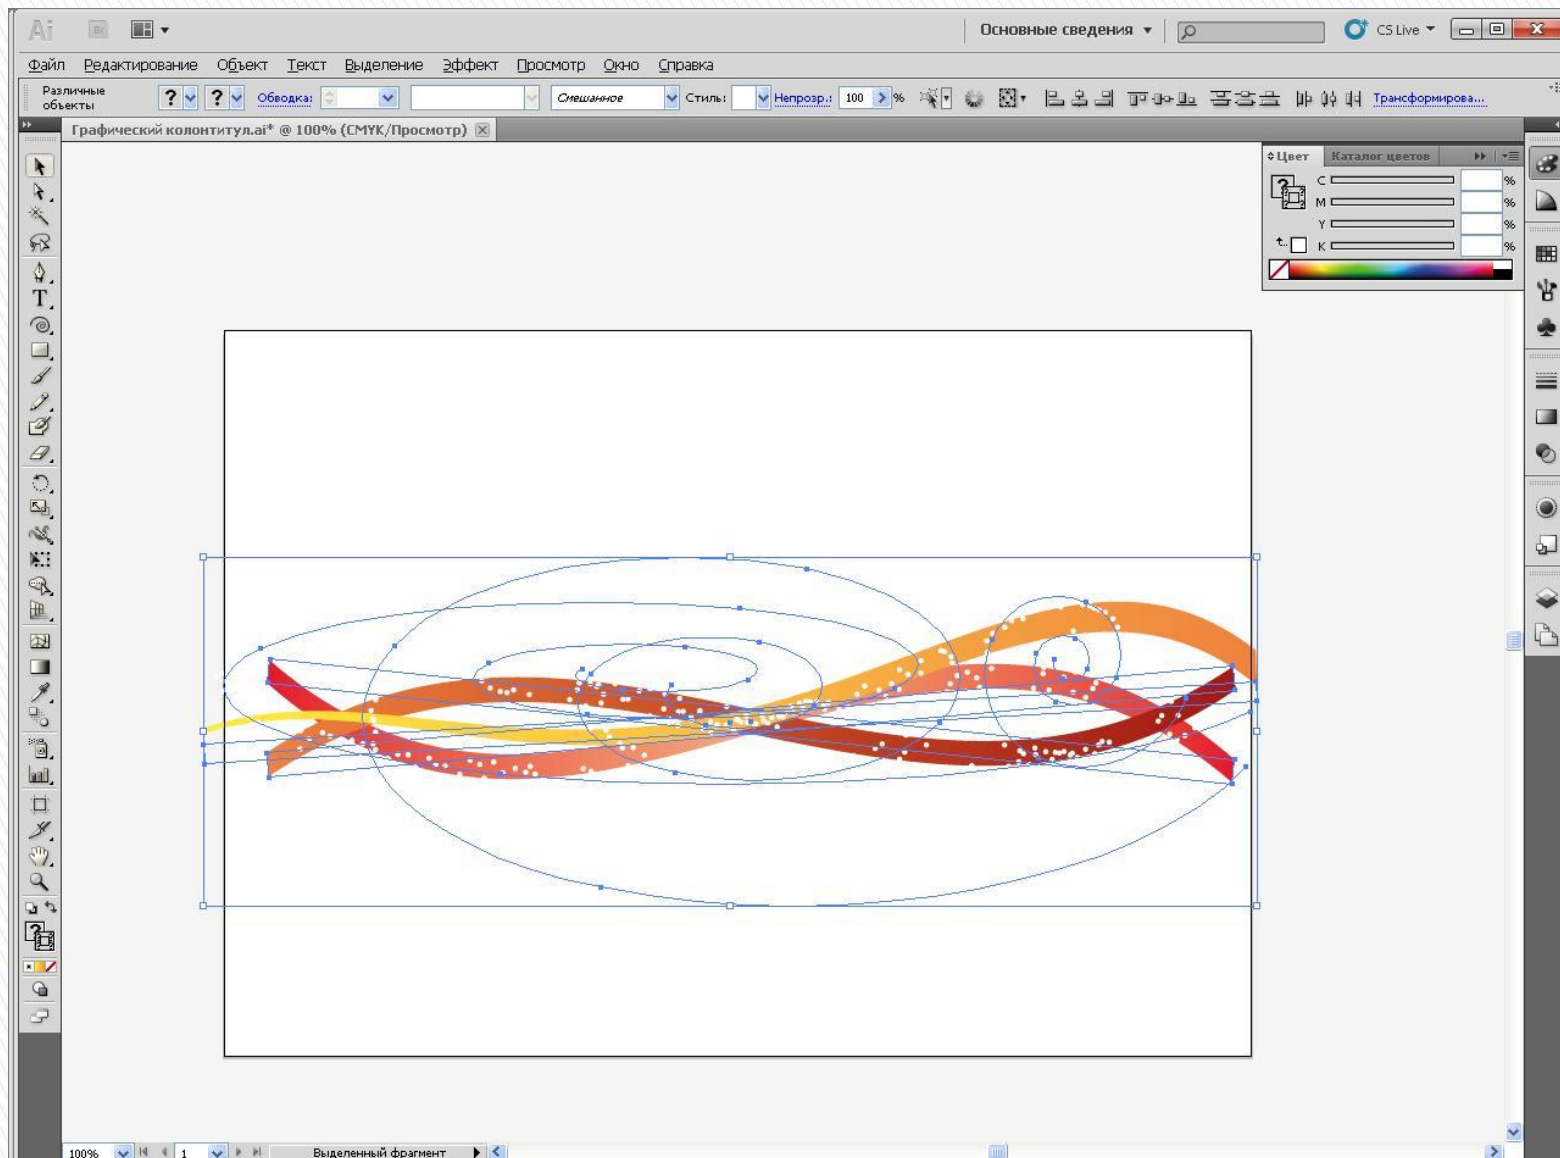 Ai Br Основные сведения CS Live
Файл Редактирование Объект Текст Выделение Эффект Просмотр Окно Справка
Различные объекты ? ? Обводка: Смешанное Стиль: Непрозр.: 100 % Трансформирова...
Графический колонтитул.ai* @ 100% (CMYK/Просмотр)
Цвет Каталог цветов
? C %
M %
Y %
K %
T
?
100% 1 Выделенный фрагмент